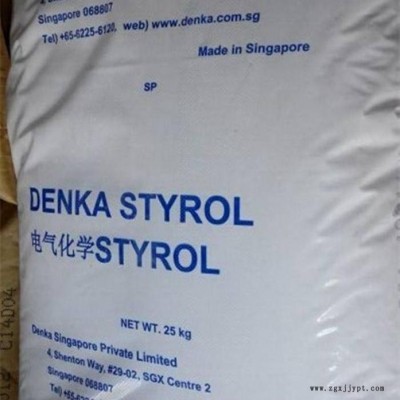 Singapore 068807
Tel) +65-6225-6120, web) www.denka.com.sg
Made in Singapore
SP
DENKA STYROL
电气化学STYROL
NET WT. 25 kg
Denka Singapore Private Limited
4, Shenton Way, #29-02, SGX Centre 2
Singapore 068807
C14D04
www.zgxjjypt.com